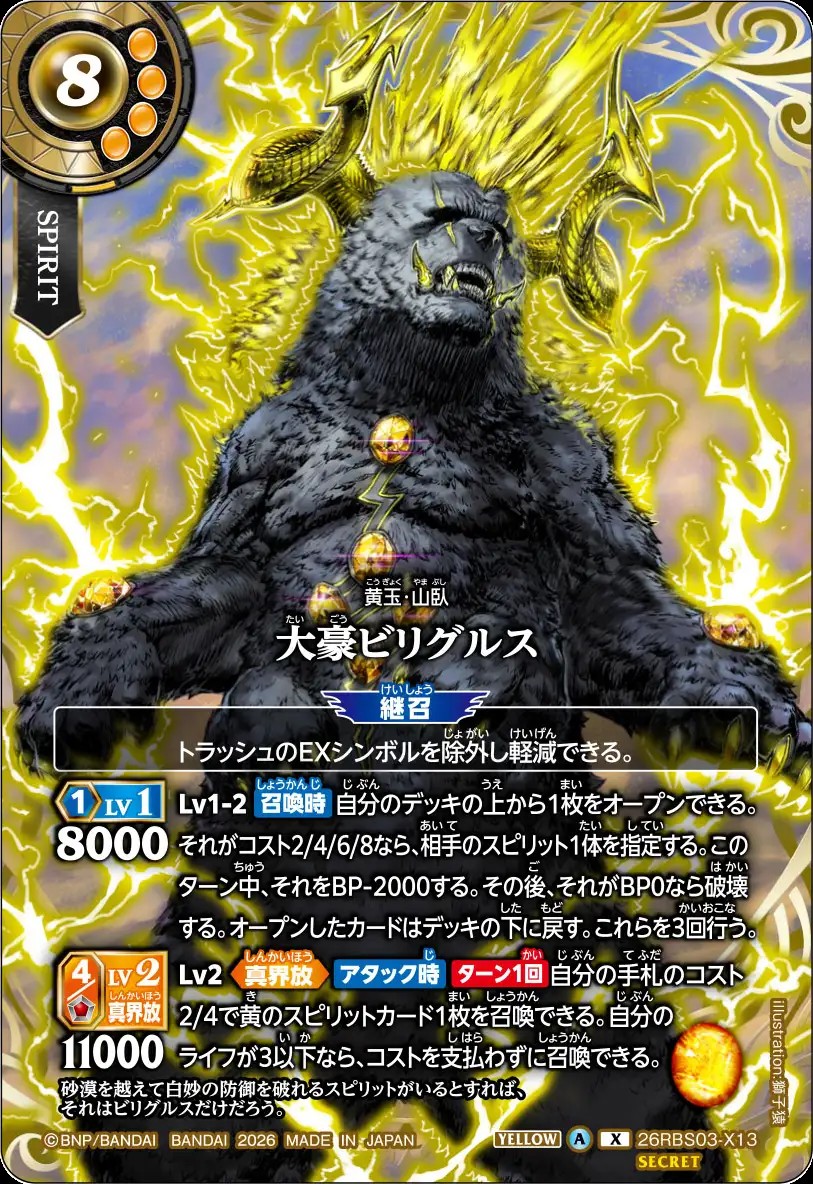 8
SPIRIT
こうぎょく やまぶし
黄玉・山臥
たい ごう
大豪ビリグルス
けいしょう
継召
じょがい けいげん
トラッシュのEXシンボルを除外し軽減できる。
しょうかんじ じぶん うえ まい
1 LV1 Lv1-2 召喚時 自分のデッキの上から1枚をオープンできる。
あいて たい してい
8000 それがコスト2/4/6/8なら、相手のスピリット1体を指定する。この
ちゅう ご はかい
ターン中、それをBP-2000する。その後、それがBP0なら破壊
した もど かいおこな
する。オープンしたカードはデッキの下に戻す。これらを3回行う。
しんかいほう じ かい じぶん てふだ
4 LV2 Lv2 真界放 アタック時 ターン1回 自分の手札のコスト
しんかいほう
真界放
き まい しょうかん じぶん
2/4で黄のスピリットカード1枚を召喚できる。自分の
いか しはら しょうかん
11000 ライフが3以下なら、コストを支払わずに召喚できる。
砂漠を越えて白妙の防御を破れるスピリットがいるとすれば、
それはビリグルスだけだろう。
illustration:獅子猿
©BNP/BANDAI BANDAI 2026 MADE IN JAPAN YELLOW A X 26RBS03-X13
SECRET